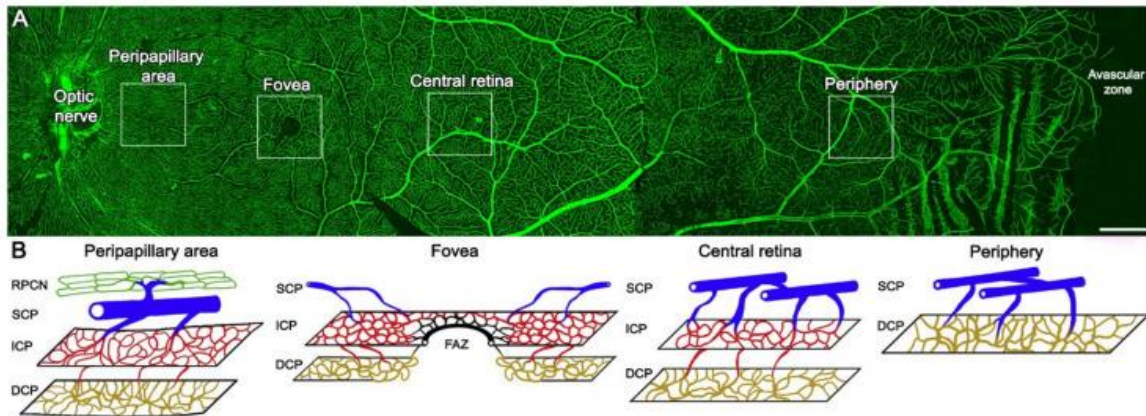 A
Peripapillary
area
Fovea
Central retina
Periphery
Avascular
zone
Optic
nerve
B
Peripapillary area
Fovea
Central retina
Periphery
RPCN
SCP
ICP
DCP
SCP
ICP
FAZ
DCP
SCP
ICP
DCP
SCP
DCP